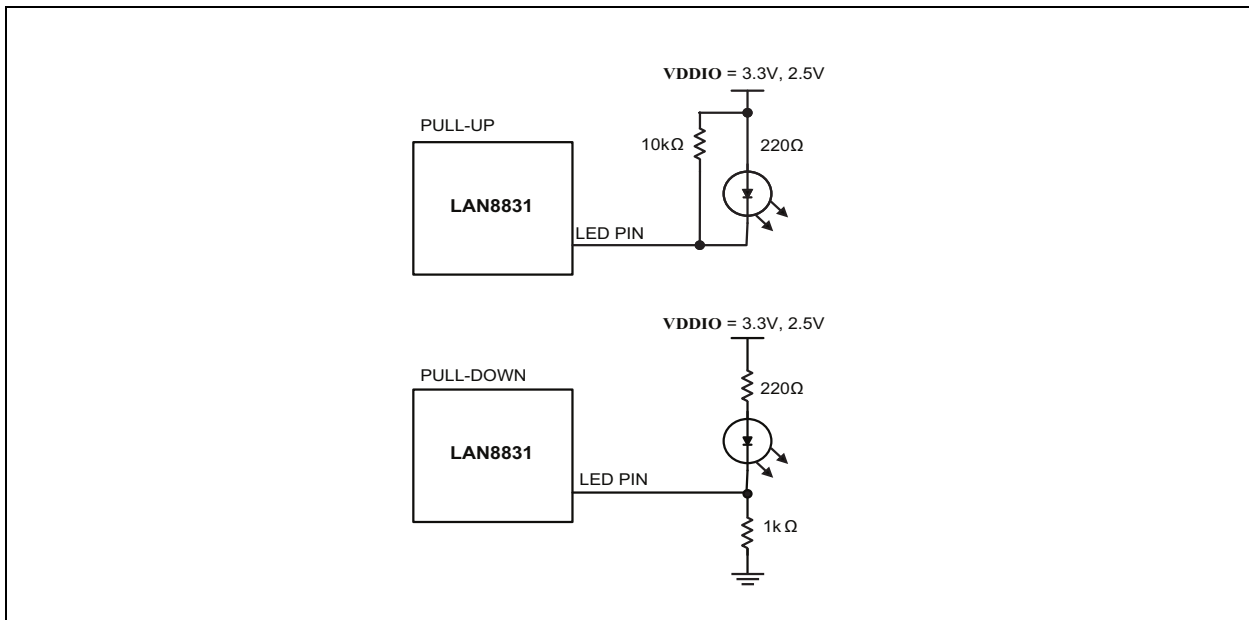 VDDIO = 3.3V, 2.5V
PULL-UP
10kΩ
220Ω
LAN8831
LED PIN
VDDIO = 3.3V, 2.5V
PULL-DOWN
220Ω
LAN8831
LED PIN
1kΩ